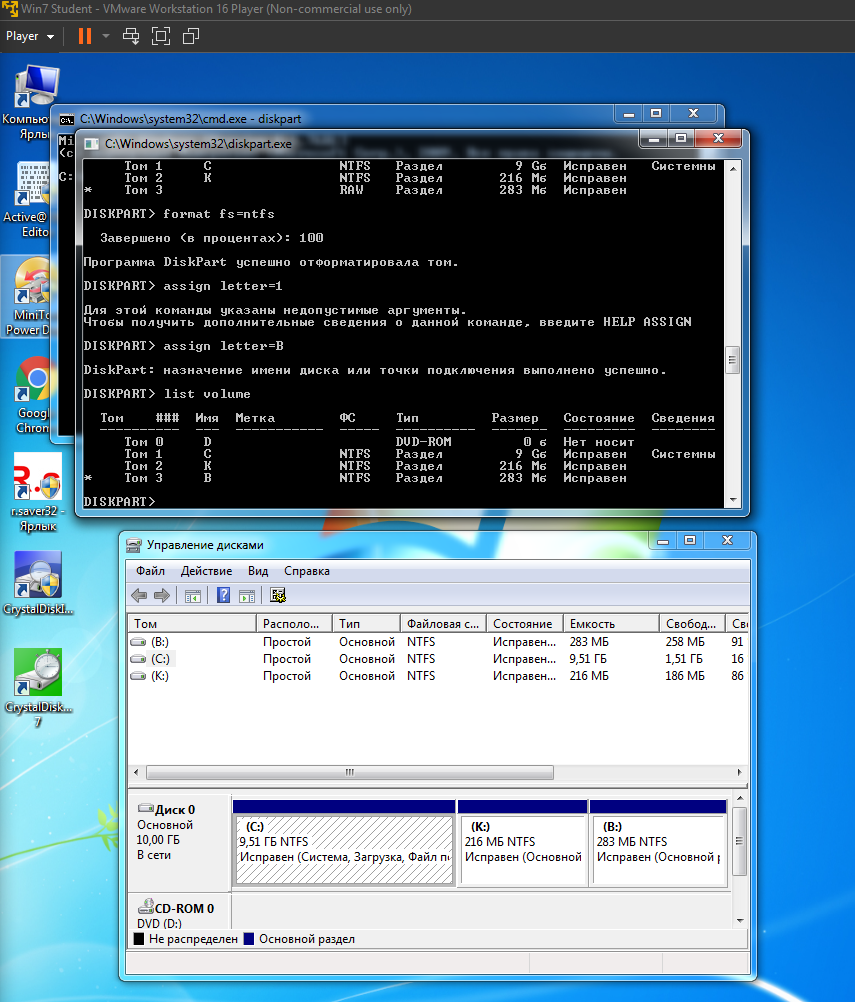 Win7 Student - VMware Workstation 16 Player (Non-commercial use only)
Player
Компью
Ярлы
Active@
Edito
MiniTo
Power D...
Googl
Chron
R.s
r.saver32 -
Ярлык
CrystalDiskI...
CrystalDisk...
7
C:\Windows\system32\cmd.exe - diskpart
Mi
(c
C:
C:\Windows\system32\diskpart.exe
Том 1 C NTFS Раздел 9 Gб Исправен Системны
Том 2 K NTFS Раздел 216 Mб Исправен
* Том 3 RAW Раздел 283 Mб Исправен
DISKPART> format fs=ntfs
Завершено (в процентах): 100
Программа DiskPart успешно отформатировала том.
DISKPART> assign letter=1
Для этой команды указаны недопустимые аргументы.
Чтобы получить дополнительные сведения о данной команде, введите HELP ASSIGN
DISKPART> assign letter=B
DiskPart: назначение имени диска или точки подключения выполнено успешно.
DISKPART> list volume
Том ### Имя Метка ФС Тип Размер Состояние Сведения
Том 0 D DVD-ROM 0 б Нет носит
Том 1 C NTFS Раздел 9 Gб Исправен Системны
Том 2 K NTFS Раздел 216 Mб Исправен
* Том 3 B NTFS Раздел 283 Mб Исправен
DISKPART>
Управление дисками
Файл Действие Вид Справка
Том Располо... Тип Файловая с... Состояние Емкость Свобод... Св
(B:) Простой Основной NTFS Исправен... 283 МБ 258 МБ 91
(C:) Простой Основной NTFS Исправен... 9,51 ГБ 1,51 ГБ 16
(K:) Простой Основной NTFS Исправен... 216 МБ 186 МБ 86
Диск 0
Основной
10,00 ГБ
В сети
(C:)
9,51 ГБ NTFS
Исправен (Система, Загрузка, Файл п
(K:)
216 МБ NTFS
Исправен (Основной
(B:)
283 МБ NTFS
Исправен (Основной р
CD-ROM 0
DVD (D:)
Не распределен Основной раздел